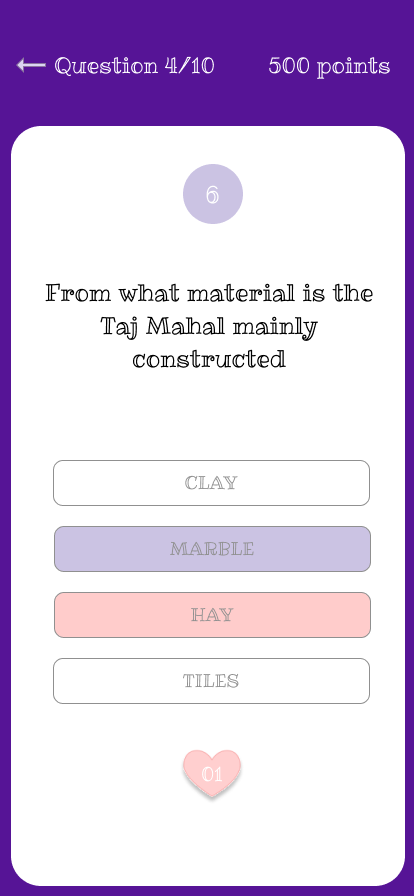 Question 4/10 500 points
6
From what material is the
Taj Mahal mainly
constructed
CLAY
MARBLE
HAY
TILES
01